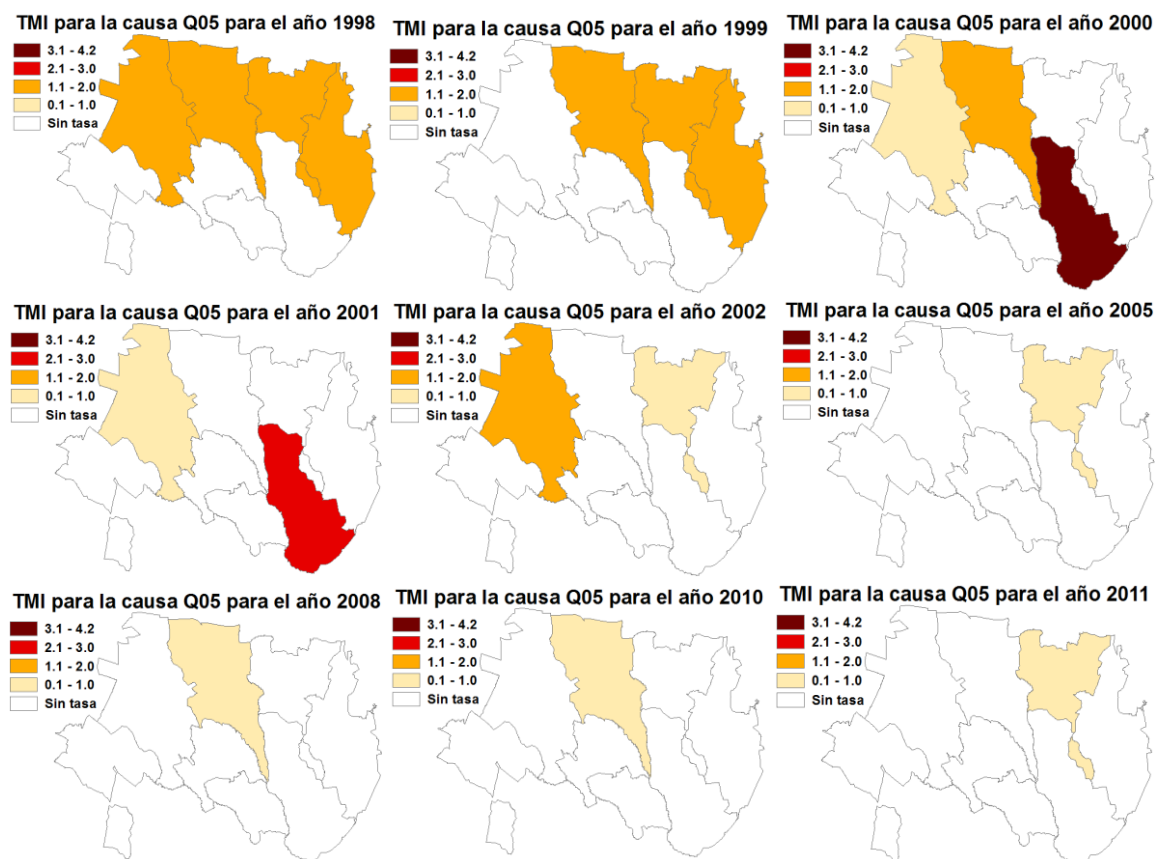 TMI para la causa Q05 para el año 1998
3.1 - 4.2
2.1 - 3.0
1.1 - 2.0
0.1 - 1.0
Sin tasa
TMI para la causa Q05 para el año 1999
3.1 - 4.2
2.1 - 3.0
1.1 - 2.0
0.1 - 1.0
Sin tasa
TMI para la causa Q05 para el año 2000
3.1 - 4.2
2.1 - 3.0
1.1 - 2.0
0.1 - 1.0
Sin tasa
TMI para la causa Q05 para el año 2001
3.1 - 4.2
2.1 - 3.0
1.1 - 2.0
0.1 - 1.0
Sin tasa
TMI para la causa Q05 para el año 2002
3.1 - 4.2
2.1 - 3.0
1.1 - 2.0
0.1 - 1.0
Sin tasa
TMI para la causa Q05 para el año 2005
3.1 - 4.2
2.1 - 3.0
1.1 - 2.0
0.1 - 1.0
Sin tasa
TMI para la causa Q05 para el año 2008
3.1 - 4.2
2.1 - 3.0
1.1 - 2.0
0.1 - 1.0
Sin tasa
TMI para la causa Q05 para el año 2010
3.1 - 4.2
2.1 - 3.0
1.1 - 2.0
0.1 - 1.0
Sin tasa
TMI para la causa Q05 para el año 2011
3.1 - 4.2
2.1 - 3.0
1.1 - 2.0
0.1 - 1.0
Sin tasa